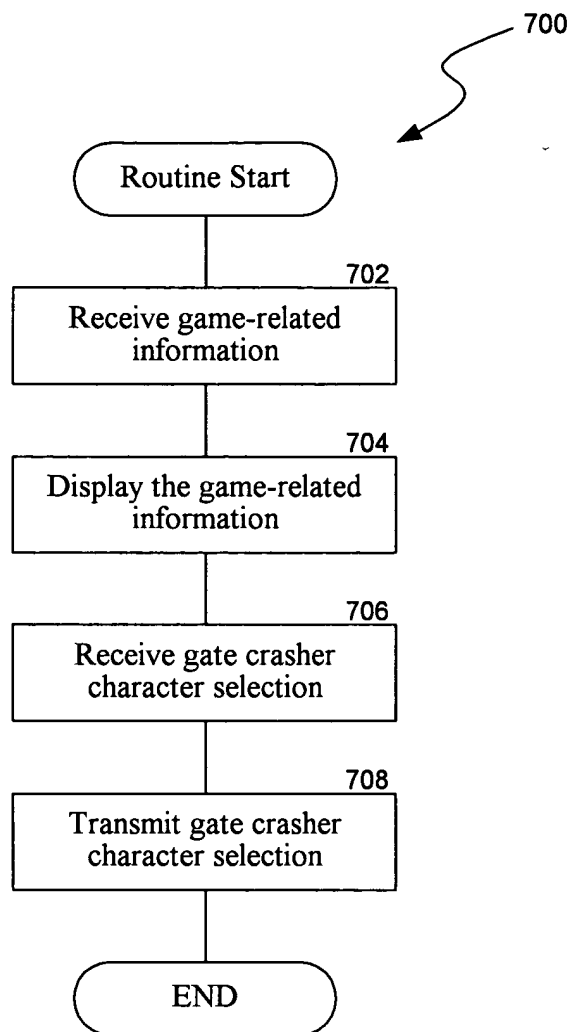 700
Routine Start
702
Receive game-related
information
704
Display the game-related
information
706
Receive gate crasher
character selection
708
Transmit gate crasher
character selection
END